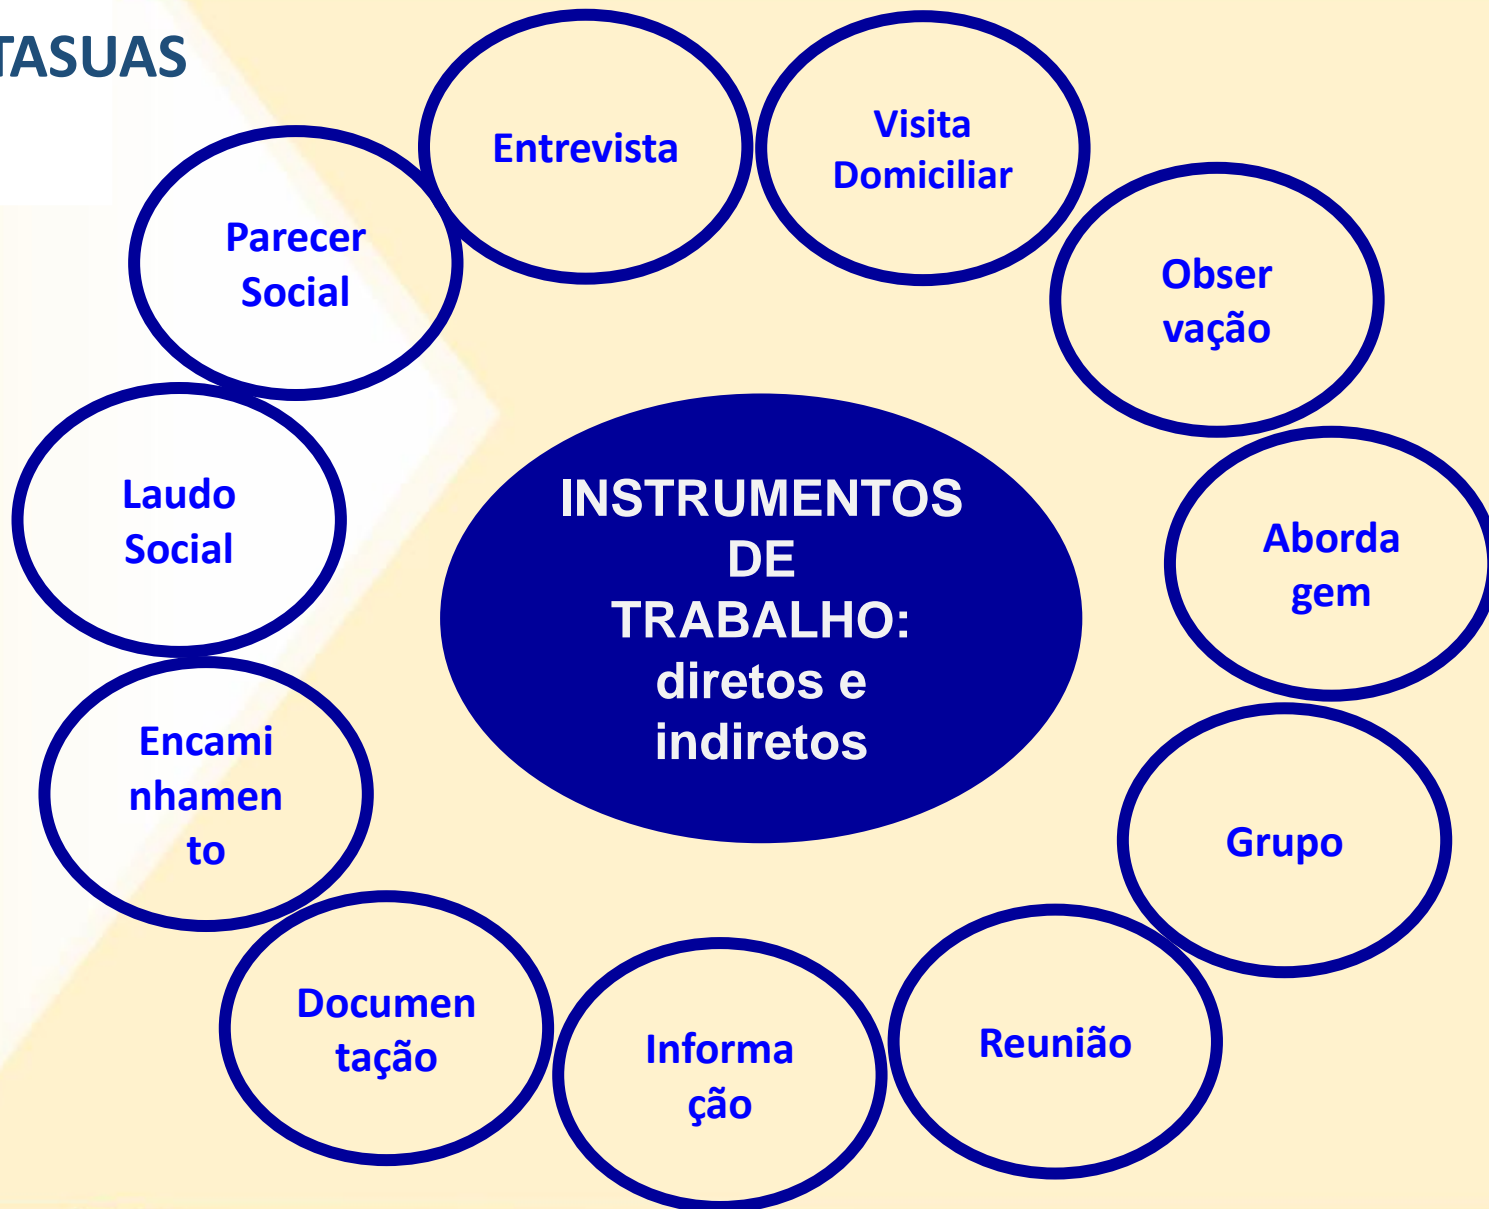 TASUAS
Entrevista
Visita
Domiciliar
Parecer
Social
Obser
vação
Laudo
Social
INSTRUMENTOS
DE
TRABALHO:
diretos e
indiretos
Aborda
gem
Encami
nhamen
to
Grupo
Documen
tação
Informa
ção
Reunião